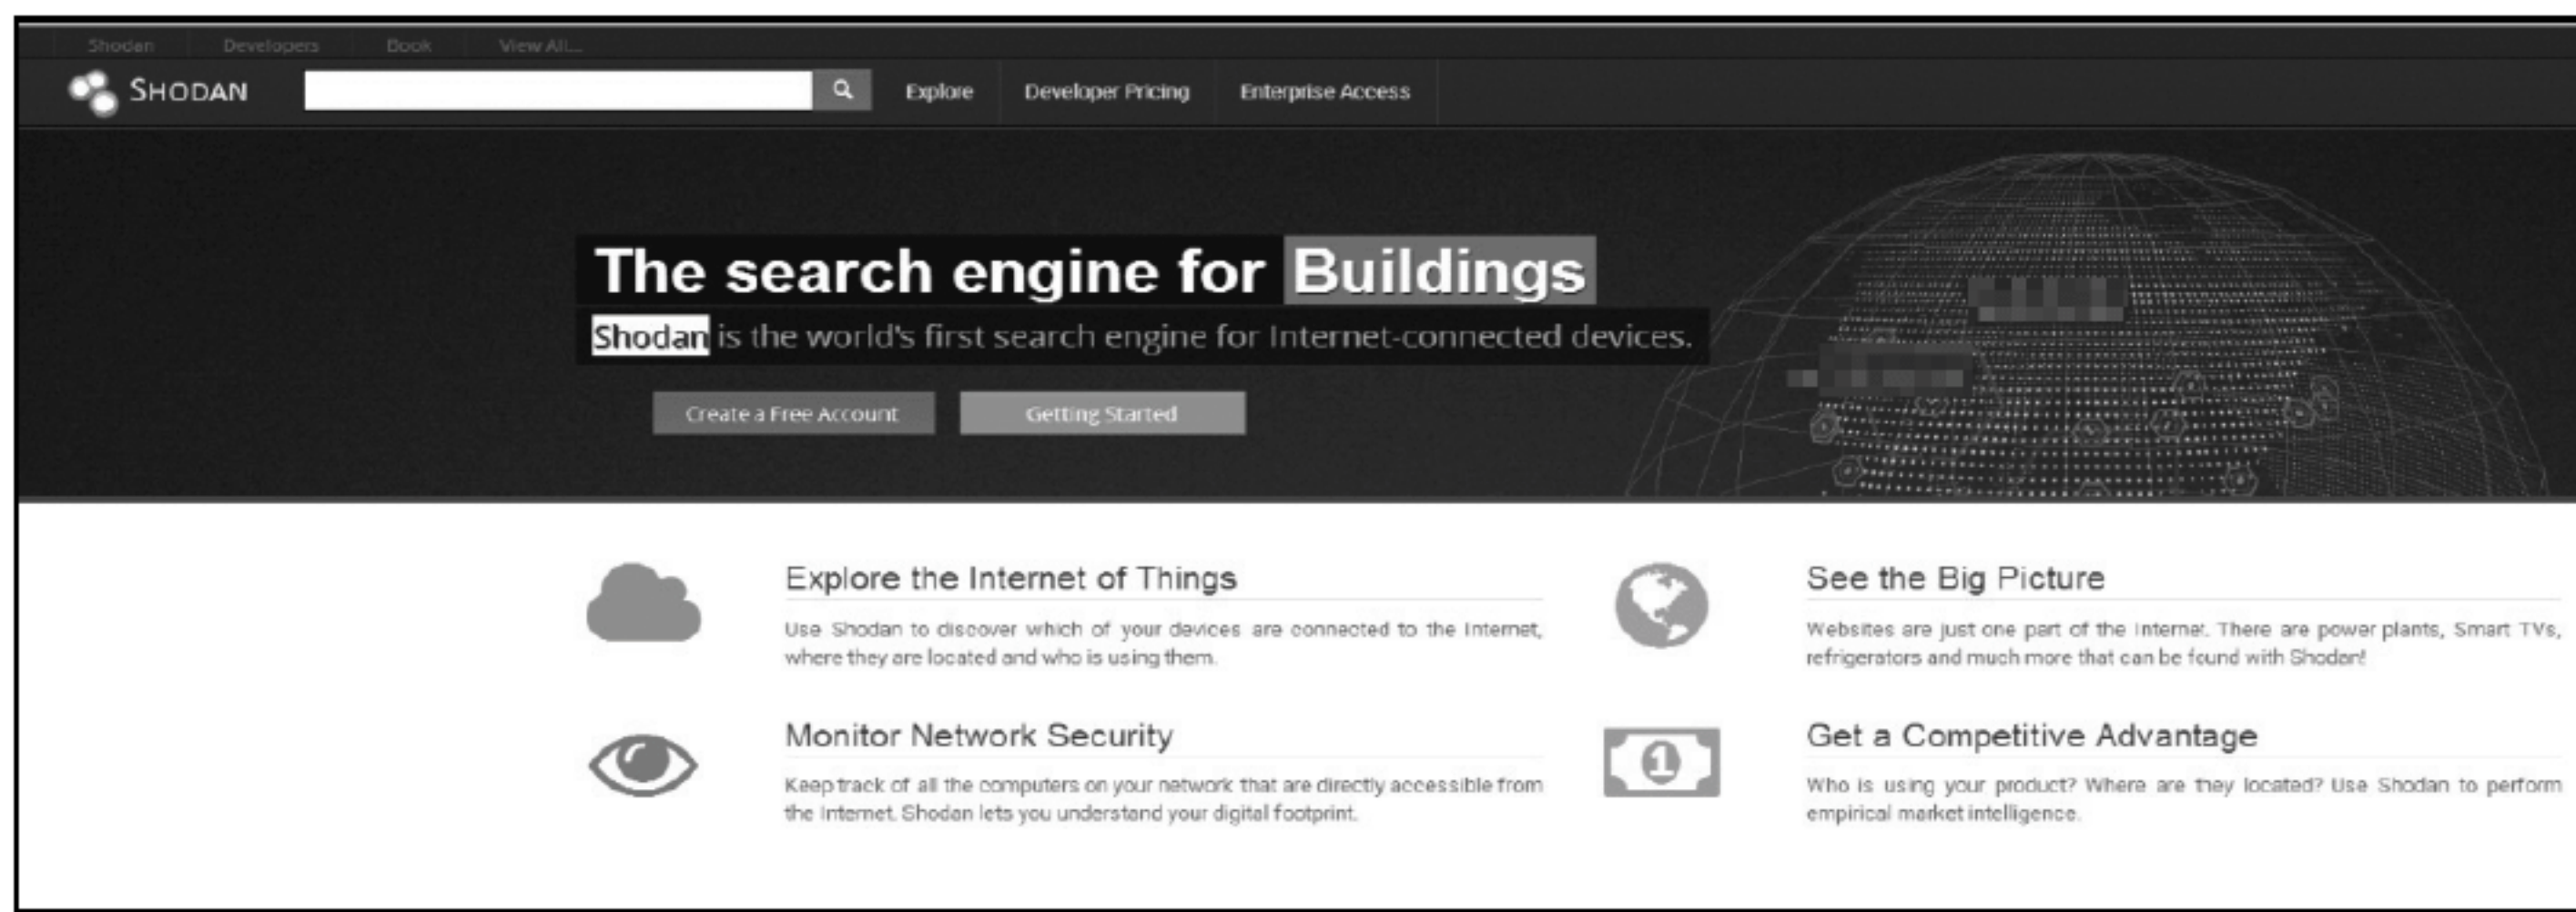 Shodan Developers Book View All...
SHODAN Explore Developer Pricing Enterprise Access
The search engine for Buildings
Shodan is the world's first search engine for Internet-connected devices.
Create a Free Account Getting Started
Explore the Internet of Things
Use Shodan to discover which of your devices are connected to the Internet,
where they are located and who is using them.
See the Big Picture
Websites are just one part of the Internet. There are power plants, Smart TVs,
refrigerators and much more that can be found with Shodan!
Monitor Network Security
Keep track of all the computers on your network that are directly accessible from
the Internet. Shodan lets you understand your digital footprint.
Get a Competitive Advantage
Who is using your product? Where are they located? Use Shodan to perform
empirical market intelligence.